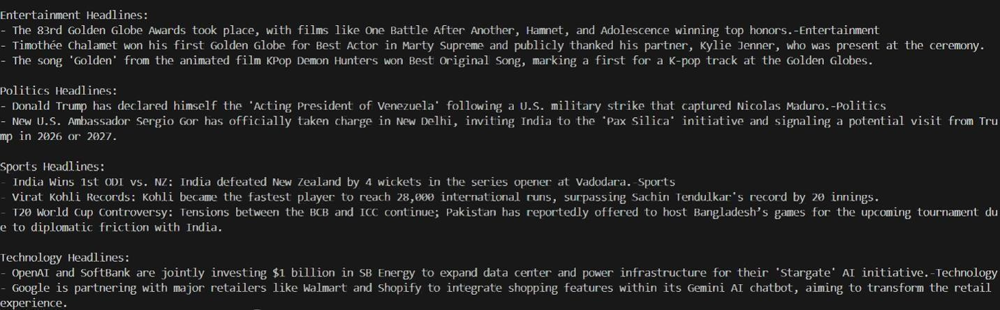 Entertainment Headlines:
- The 83rd Golden Globe Awards took place, with films like One Battle After Another, Hamnet, and Adolescence winning top honors.-Entertainment
- Timothée Chalamet won his first Golden Globe for Best Actor in Marty Supreme and publicly thanked his partner, Kylie Jenner, who was present at the ceremony.
- The song 'Golden' from the animated film KPop Demon Hunters won Best Original Song, marking a first for a K-pop track at the Golden Globes.
Politics Headlines:
- Donald Trump has declared himself the 'Acting President of Venezuela' following a U.S. military strike that captured Nicolas Maduro.-Politics
- New U.S. Ambassador Sergio Gor has officially taken charge in New Delhi, inviting India to the 'Pax Silica' initiative and signaling a potential visit from Tru
mp in 2026 or 2027.
Sports Headlines:
- India Wins 1st ODI vs. NZ: India defeated New Zealand by 4 wickets in the series opener at Vadodara.-Sports
- Virat Kohli Records: Kohli became the fastest player to reach 28,000 international runs, surpassing Sachin Tendulkar's record by 20 innings.
- T20 World Cup Controversy: Tensions between the BCB and ICC continue; Pakistan has reportedly offered to host Bangladesh’s games for the upcoming tournament du
e to diplomatic friction with India.
Technology Headlines:
- OpenAI and SoftBank are jointly investing $1 billion in SB Energy to expand data center and power infrastructure for their 'Stargate' AI initiative.-Technology
- Google is partnering with major retailers like Walmart and Shopify to integrate shopping features within its Gemini AI chatbot, aiming to transform the retail
experience.